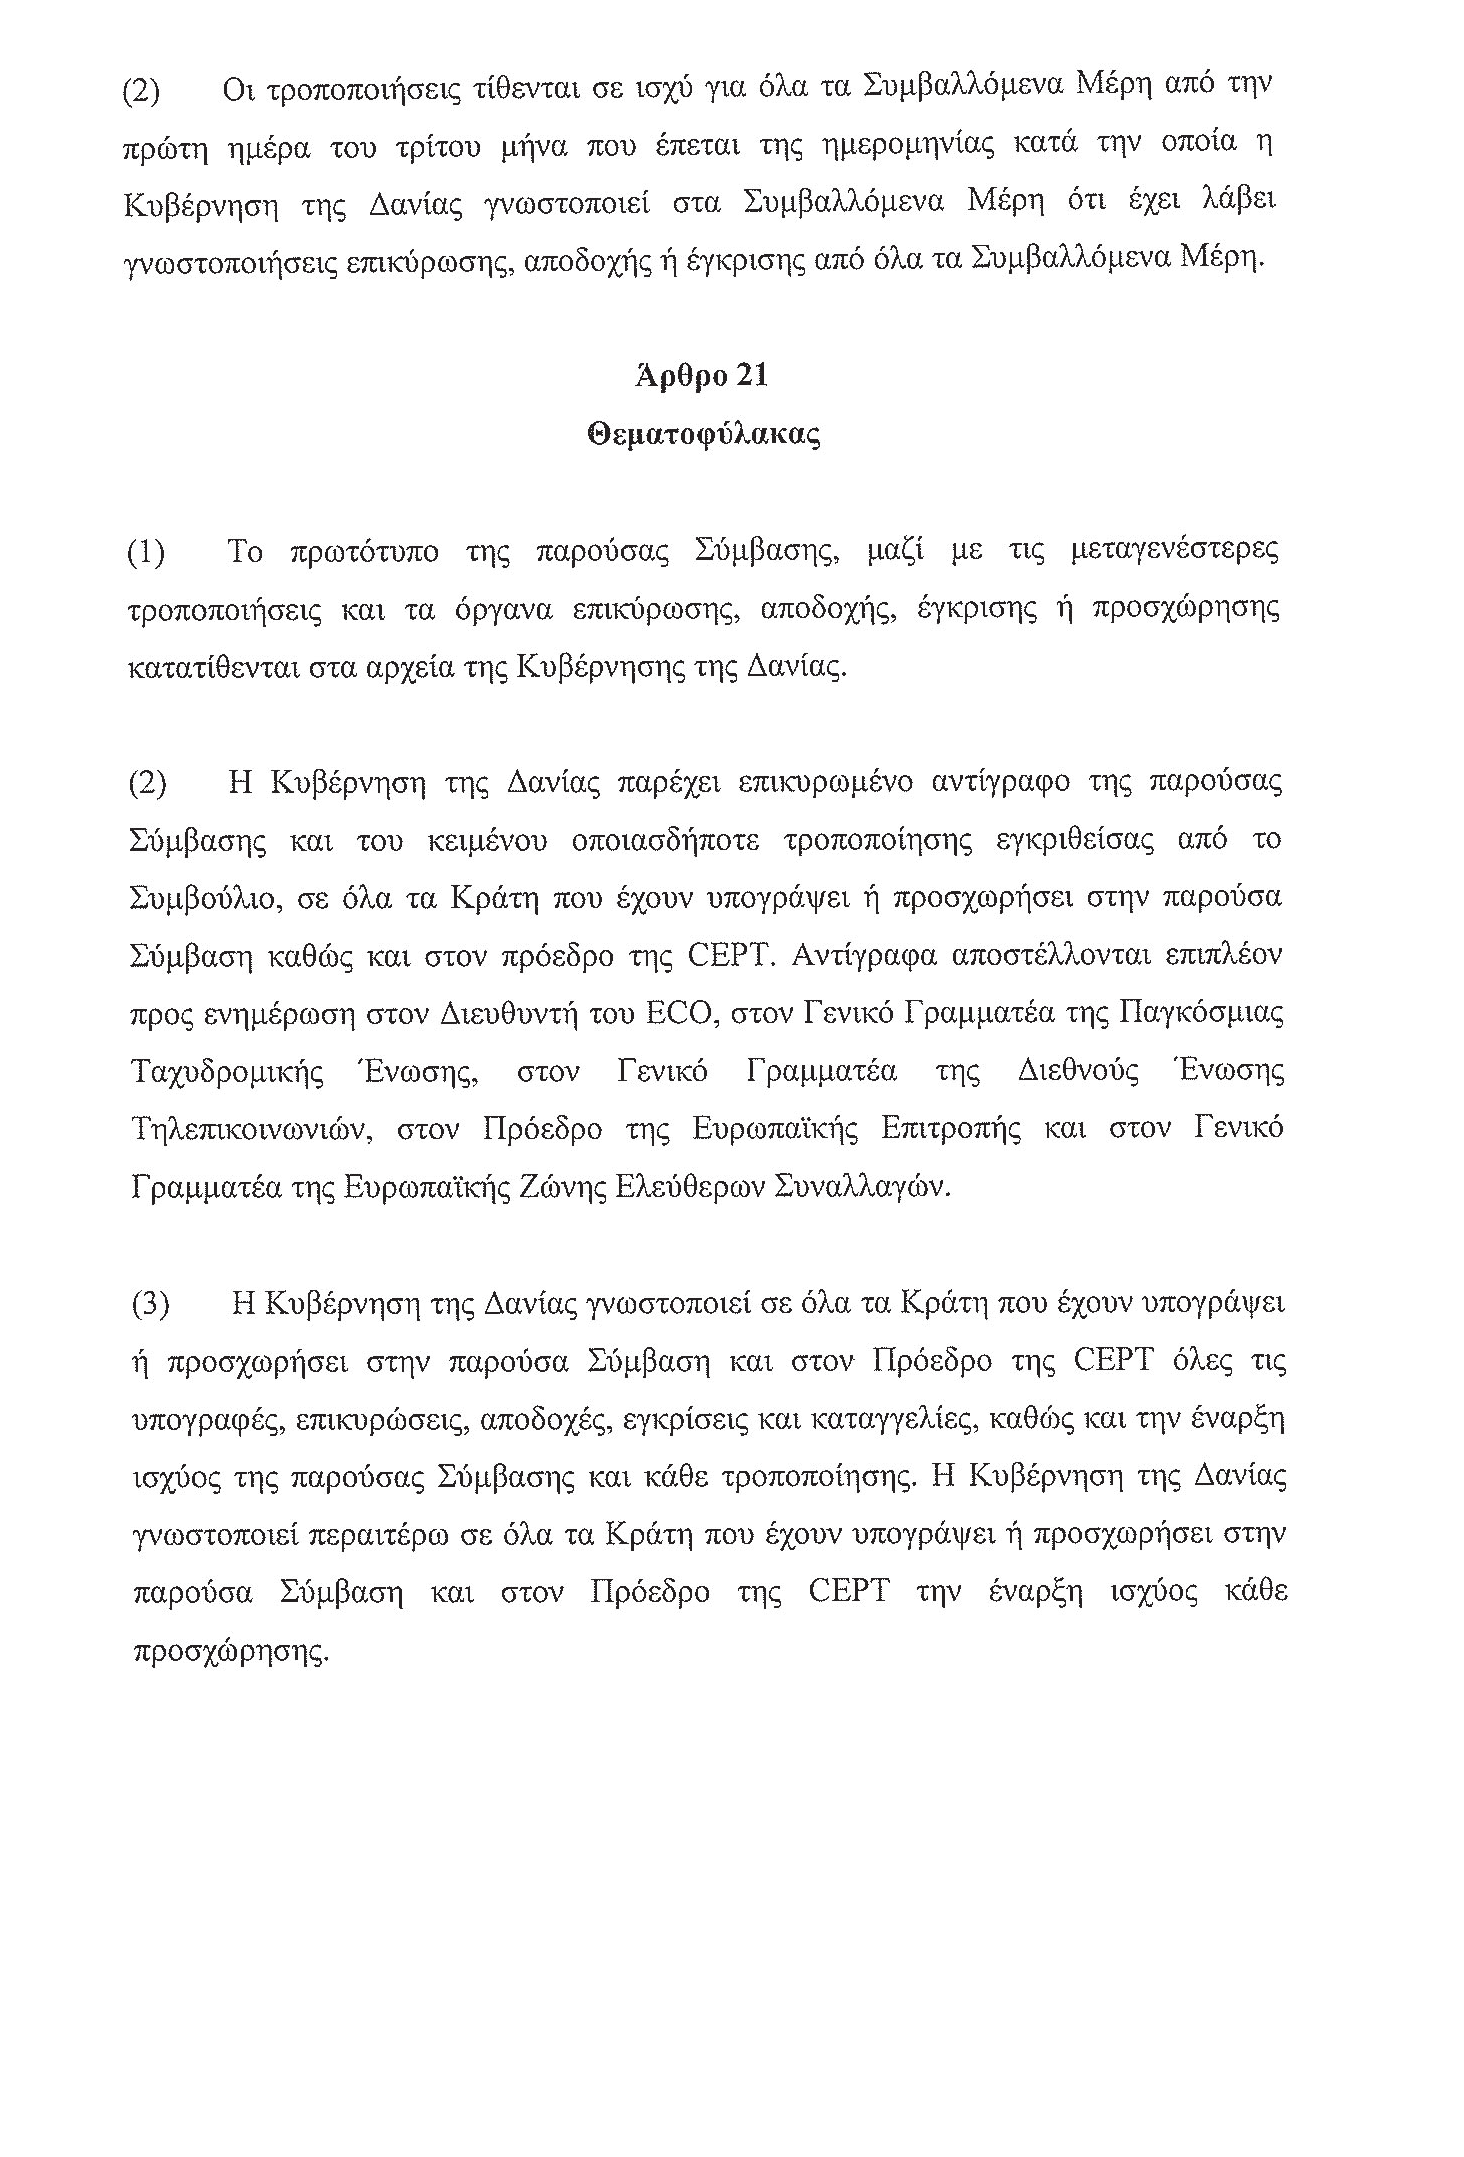 (2) Οι τροποποιήσεις τίθενται σε ισχύ για όλα τα Συμβαλλόμενα Μέρη από την
πρώτη ημέρα του τρίτου μήνα που έπεται της ημερομηνίας κατά την οποία η
Κυβέρνηση της Δανίας γνωστοποιεί στα Συμβαλλόμενα Μέρη ότι έχει λάβει
γνωστοποιήσεις επικύρωσης, αποδοχής ή έγκρισης από όλα τα Συμβαλλόμενα Μέρη.
Άρθρο 21
Θεματοφύλακας
(1) Το πρωτότυπο της παρούσας Σύμβασης, μαζί με τις μεταγενέστερες
τροποποιήσεις και τα όργανα επικύρωσης, αποδοχής, έγκρισης ή προσχώρησης
κατατίθενται στα αρχεία της Κυβέρνησης της Δανίας.
(2) Η Κυβέρνηση της Δανίας παρέχει επικυρωμένο αντίγραφο της παρούσας
Σύμβασης και του κειμένου οποιασδήποτε τροποποίησης εγκριθείσας από το
Συμβούλιο, σε όλα τα Κράτη που έχουν υπογράψει ή προσχωρήσει στην παρούσα
Σύμβαση καθώς και στον πρόεδρο της CEPT. Αντίγραφα αποστέλλονται επιπλέον
προς ενημέρωση στον Διευθυντή του ECO, στον Γενικό Γραμματέα της Παγκόσμιας
Ταχυδρομικής Ένωσης, στον Γενικό Γραμματέα της Διεθνούς Ένωσης
Τηλεπικοινωνιών, στον Πρόεδρο της Ευρωπαϊκής Επιτροπής και στον Γενικό
Γραμματέα της Ευρωπαϊκής Ζώνης Ελεύθερων Συναλλαγών.
(3) Η Κυβέρνηση της Δανίας γνωστοποιεί σε όλα τα Κράτη που έχουν υπογράψει
ή προσχωρήσει στην παρούσα Σύμβαση και στον Πρόεδρο της CEPT όλες τις
υπογραφές, επικυρώσεις, αποδοχές, εγκρίσεις και καταγγελίες, καθώς και την έναρξη
ισχύος της παρούσας Σύμβασης και κάθε τροποποίησης. Η Κυβέρνηση της Δανίας
γνωστοποιεί περαιτέρω σε όλα τα Κράτη που έχουν υπογράψει ή προσχωρήσει στην
παρούσα Σύμβαση και στον Πρόεδρο της CEPT την έναρξη ισχύος κάθε
προσχώρησης.